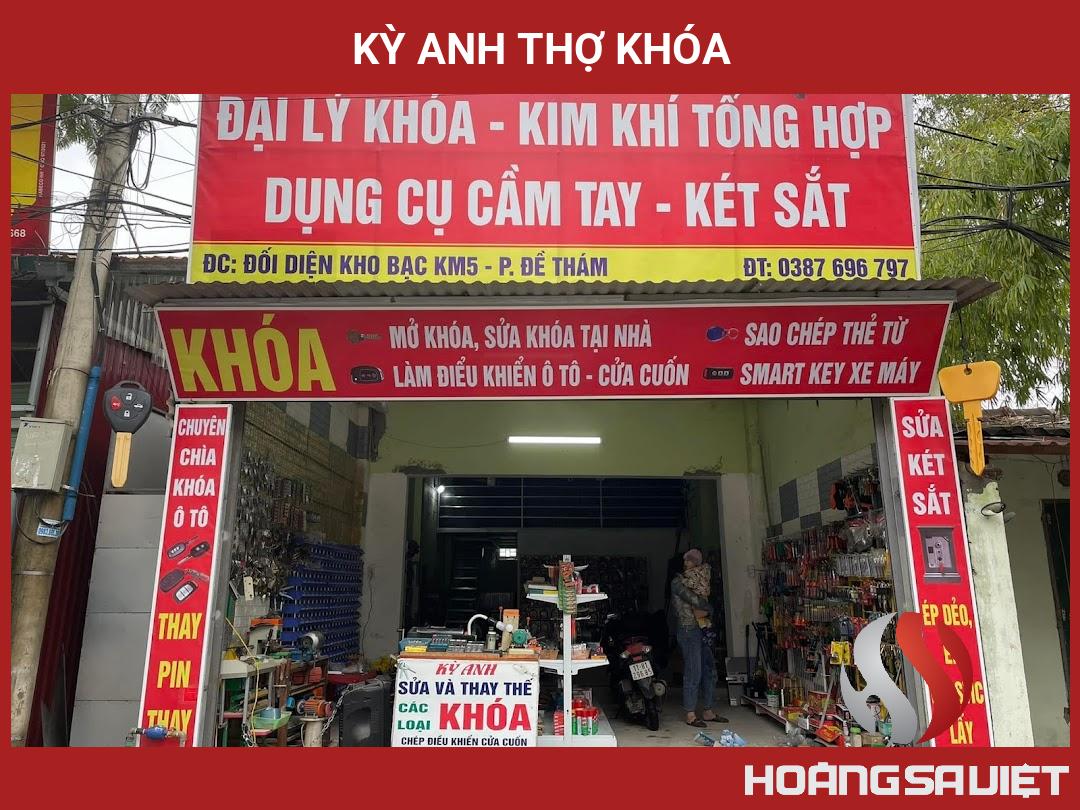 KỲ ANH THỢ KHÓA
ĐẠI LÝ KHÓA - KIM KHÍ TỔNG HỢP
DỤNG CỤ CẦM TAY - KÉT SẮT
ĐC: ĐỐI DIỆN KHO BẠC KM5 - P. ĐỀ THÁM
ĐT: 0387 696 797
668
KHÓA
MỞ KHÓA, SỬA KHÓA TẠI NHÀ
LÀM ĐIỀU KHIỂN Ô TÔ - CỬA CUỐN
SAO CHÉP THẺ TỪ
SMART KEY XE MÁY
CHUYÊN
CHÌA
KHÓA
Ô TÔ
THAY
PIN
THAY
SỬA
KÉT
SẮT
ÉP DẺO,
LẤY
KỲ ANH
SỬA VÀ THAY THẾ
CÁC
LOẠI
KHÓA
CHÉP ĐIỀU KHIỂN CỬA CUỐN
HOÀNGSAVIỆT